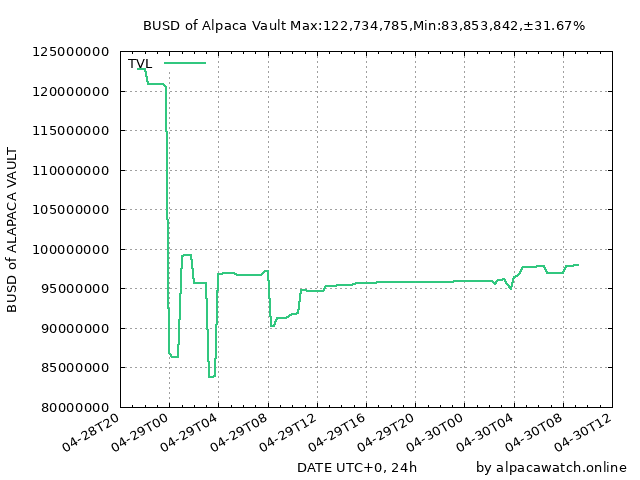 BUSD of Alpaca Vault Max:122,734,785,Min:83,853,842,±31.67%
TVL
125000000
120000000
115000000
110000000
105000000
100000000
95000000
90000000
85000000
80000000
BUSD of ALAPACA VAULT
04-28T20
04-29T00
04-29T04
04-29T08
04-29T12
04-29T16
04-29T20
04-30T00
04-30T04
04-30T08
04-30T12
DATE UTC+0, 24h
by alpacawatch.online